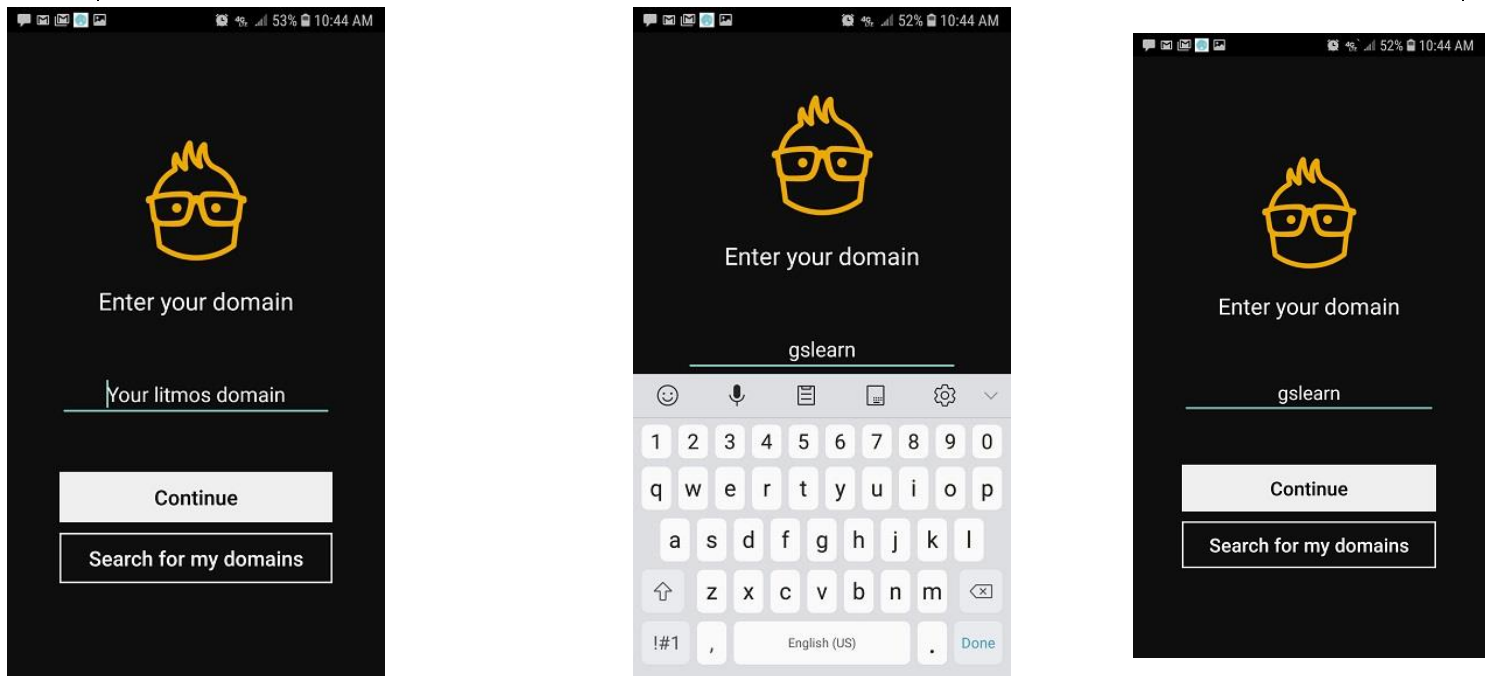 53% 10:44 AM
Enter your domain
Your litmos domain
Continue
Search for my domains
52% 10:44 AM
Enter your domain
gslearn
1 2 3 4 5 6 7 8 9 0
q w e r t y u i o p
a s d f g h j k l
z x c v b n m
!#1 , English (US) . Done
52% 10:44 AM
Enter your domain
gslearn
Continue
Search for my domains